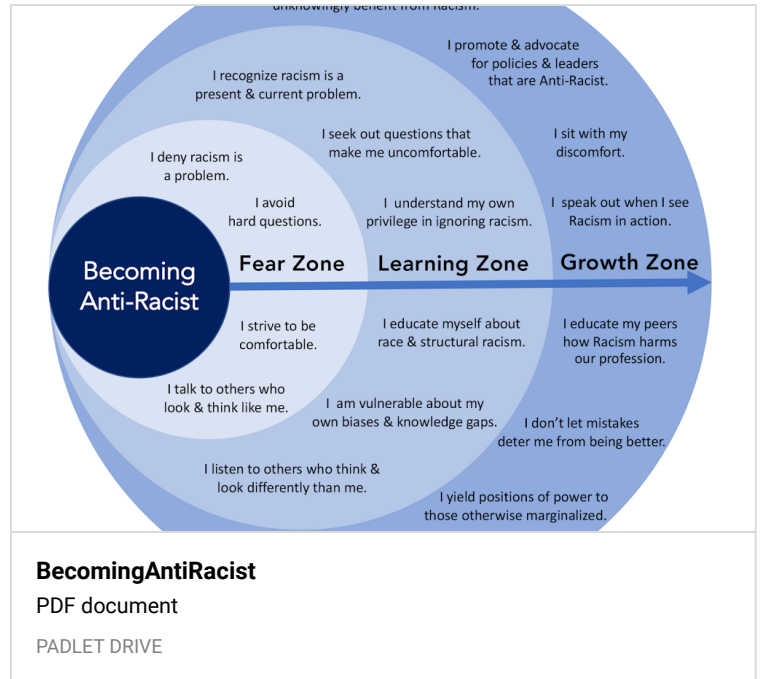 unknowingly benefit from Racism.
I promote & advocate
for policies & leaders
that are Anti-Racist.
I recognize racism is a
present & current problem.
I seek out questions that
make me uncomfortable.
I sit with my
discomfort.
I deny racism is
a problem.
I avoid
hard questions.
I understand my own
privilege in ignoring racism.
I speak out when I see
Racism in action.
Becoming
Anti-Racist
Fear Zone
Learning Zone
Growth Zone
I strive to be
comfortable.
I educate myself about
race & structural racism.
I educate my peers
how Racism harms
our profession.
I talk to others who
look & think like me.
I am vulnerable about my
own biases & knowledge gaps.
I don't let mistakes
deter me from being better.
I listen to others who think &
look differently than me.
I yield positions of power to
those otherwise marginalized.
BecomingAntiRacist
PDF document
PADLET DRIVE